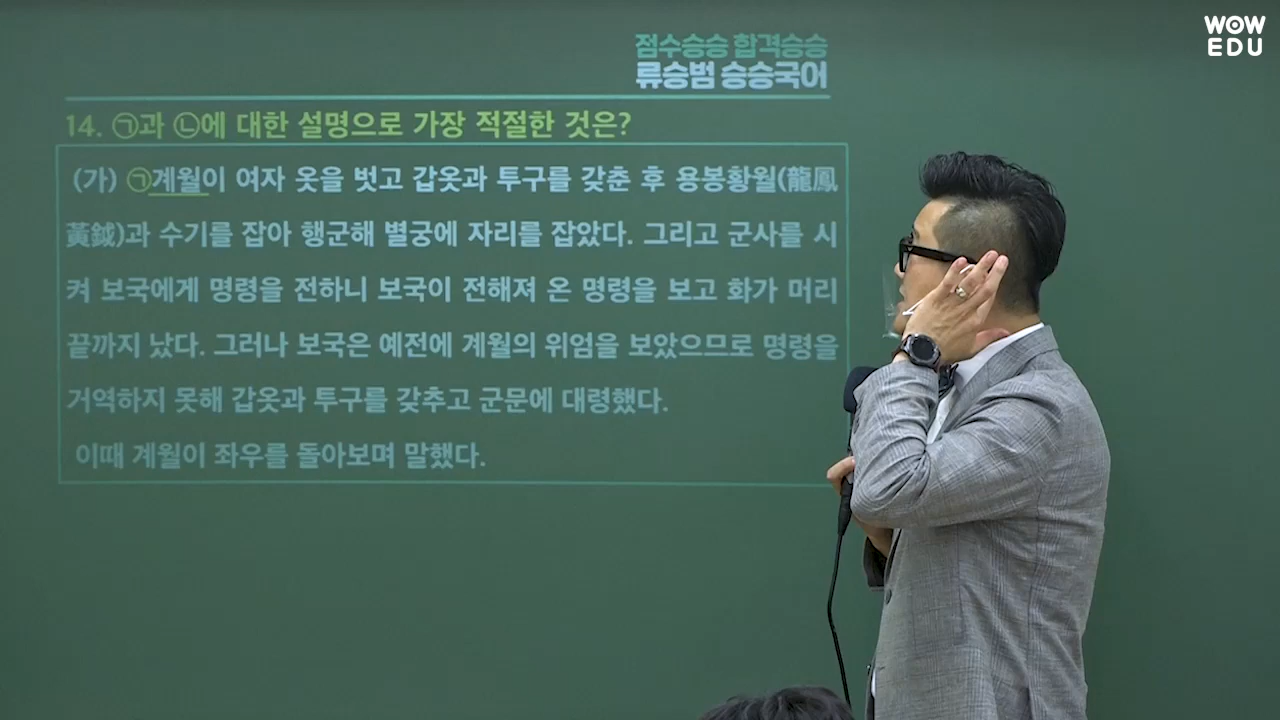 WOW
EDU
점수승승 합격승승
류승범 승승국어
14. ㉠과 ㉡에 대한 설명으로 가장 적절한 것은?
(가) ㉠계월이 여자 옷을 벗고 갑옷과 투구를 갖춘 후 용봉황월(龍鳳
黃鉞)과 수기를 잡아 행군해 별궁에 자리를 잡았다. 그리고 군사를 시
켜 보국에게 명령을 전하니 보국이 전해져 온 명령을 보고 화가 머리
끝까지 났다. 그러나 보국은 예전에 계월의 위엄을 보았으므로 명령을
거역하지 못해 갑옷과 투구를 갖추고 군문에 대령했다.
이때 계월이 좌우를 돌아보며 말했다.